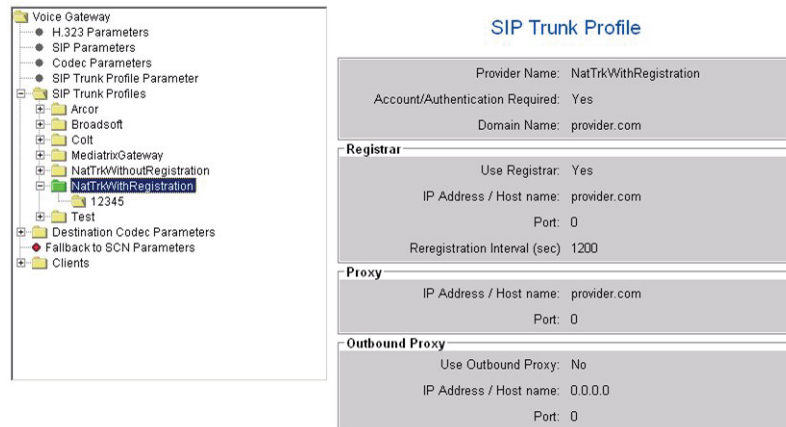 Voice Gateway
H.323 Parameters
SIP Parameters
Codec Parameters
SIP Trunk Profile Parameter
SIP Trunk Profiles
Arcor
Broadsoft
Colt
MediatrixGateway
NatTrkWithoutRegistration
NatTrkWithRegistration
12345
Test
Destination Codec Parameters
Fallback to SCN Parameters
Clients
SIP Trunk Profile
Provider Name: NatTrkWithRegistration
Account/Authentication Required: Yes
Domain Name: provider.com
Registrar
Use Registrar: Yes
IP Address / Host name: provider.com
Port: 0
Reregistration Interval (sec) 1200
Proxy
IP Address / Host name: provider.com
Port: 0
Outbound Proxy
Use Outbound Proxy: No
IP Address / Host name: 0.0.0.0
Port: 0